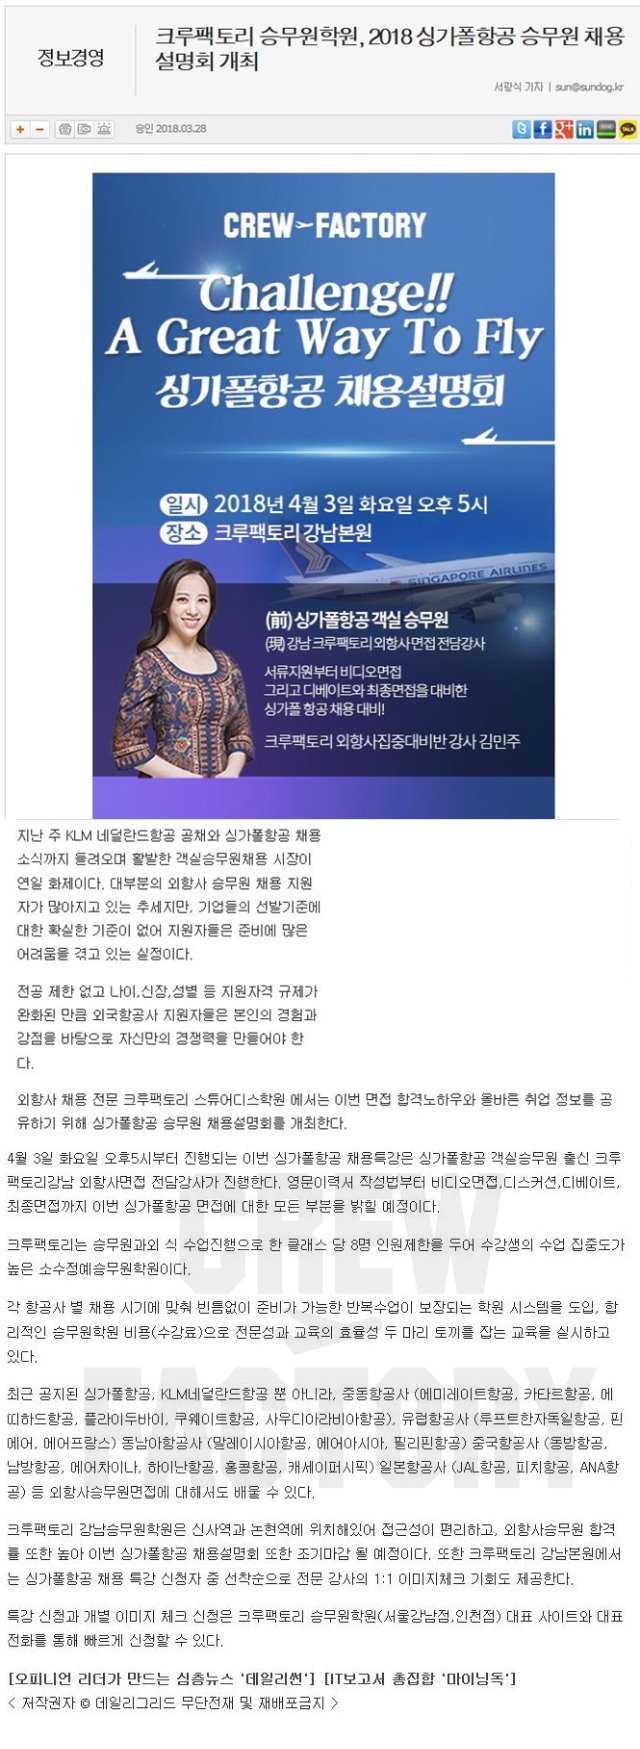 정보경영
크루팩토리 승무원학원, 2018 싱가폴항공 승무원 채용
설명회 개최
서랑식 기자 | sun@sundog.kr
승인 2018.03.28
CREW FACTORY
Challenge!!
A Great Way To Fly
싱가폴항공 채용설명회
일시 2018년 4월 3일 화요일 오후 5시
장소 크루팩토리 강남본원
SINGAPORE AIRLINES
(前) 싱가폴항공 객실 승무원
(現) 강남 크루팩토리 외항사 면접 전담강사
서류지원부터 비디오면접
그리고 디베이트와 최종면접을 대비한
싱가폴 항공 채용 대비!
크루팩토리 외항사집중대비반 강사 김민주
지난 주 KLM 네덜란드항공 공채와 싱가폴항공 채용
소식까지 들려오며 활발한 객실승무원채용 시장이
연일 화제이다. 대부분의 외항사 승무원 채용 지원
자가 많아지고 있는 추세지만, 기업들의 선발기준에
대한 확실한 기준이 없어 지원자들은 준비에 많은
어려움을 겪고 있는 실정이다.
전공 제한 없고 나이,신장,성별 등 지원자격 규제가
완화된 만큼 외국항공사 지원자들은 본인의 경험과
강점을 바탕으로 자신만의 경쟁력을 만들어야 한
다.
외항사 채용 전문 크루팩토리 스튜어디스학원 에서는 이번 면접 합격노하우와 올바른 취업 정보를 공
유하기 위해 싱가폴항공 승무원 채용설명회를 개최한다.
4월 3일 화요일 오후5시부터 진행되는 이번 싱가폴항공 채용특강은 싱가폴항공 객실승무원 출신 크루
팩토리강남 외항사면접 전담강사가 진행한다. 영문이력서 작성법부터 비디오면접,디스커션,디베이트,
최종면접까지 이번 싱가폴항공 면접에 대한 모든 부분을 밝힐 예정이다.
크루팩토리는 승무원과외 식 수업진행으로 한 클래스 당 8명 인원제한을 두어 수강생의 수업 집중도가
높은 소수정예승무원학원이다.
각 항공사 별 채용 시기에 맞춰 빈틈없이 준비가 가능한 반복수업이 보장되는 학원 시스템을 도입, 합
리적인 승무원학원 비용(수강료)으로 전문성과 교육의 효율성 두 마리 토끼를 잡는 교육을 실시하고
있다.
최근 공지된 싱가폴항공, KLM네덜란드항공 뿐 아니라, 중동항공사 (에미레이트항공, 카타르항공, 에
띠하드항공, 플라이두바이, 쿠웨이트항공, 사우디아라비아항공), 유럽항공사 (루프트한자독일항공, 핀
에어, 에어프랑스) 동남아항공사 (말레이시아항공, 에어아시아, 필리핀항공) 중국항공사 (동방항공,
남방항공, 에어차이나, 하이난항공, 홍콩항공, 캐세이퍼시픽) 일본항공사 (JAL항공, 피치항공, ANA항
공) 등 외항사승무원면접에 대해서도 배울 수 있다.
크루팩토리 강남승무원학원은 신사역과 논현역에 위치해있어 접근성이 편리하고, 외항사승무원 합격
률 또한 높아 이번 싱가폴항공 채용설명회 또한 조기마감 될 예정이다. 또한 크루팩토리 강남본원에서
는 싱가폴항공 채용 특강 신청자 중 선착순으로 전문 강사의 1:1 이미지체크 기회도 제공한다.
특강 신청과 개별 이미지 체크 신청은 크루팩토리 승무원학원(서울강남점,인천점) 대표 사이트와 대표
전화를 통해 빠르게 신청할 수 있다.
[오피니언 리더가 만드는 심층뉴스 '데일리썬'] [IT보고서 총집합 '마이닝독']
< 저작권자 © 데일리그리드 무단전재 및 재배포금지 >
CREW
FACTORY